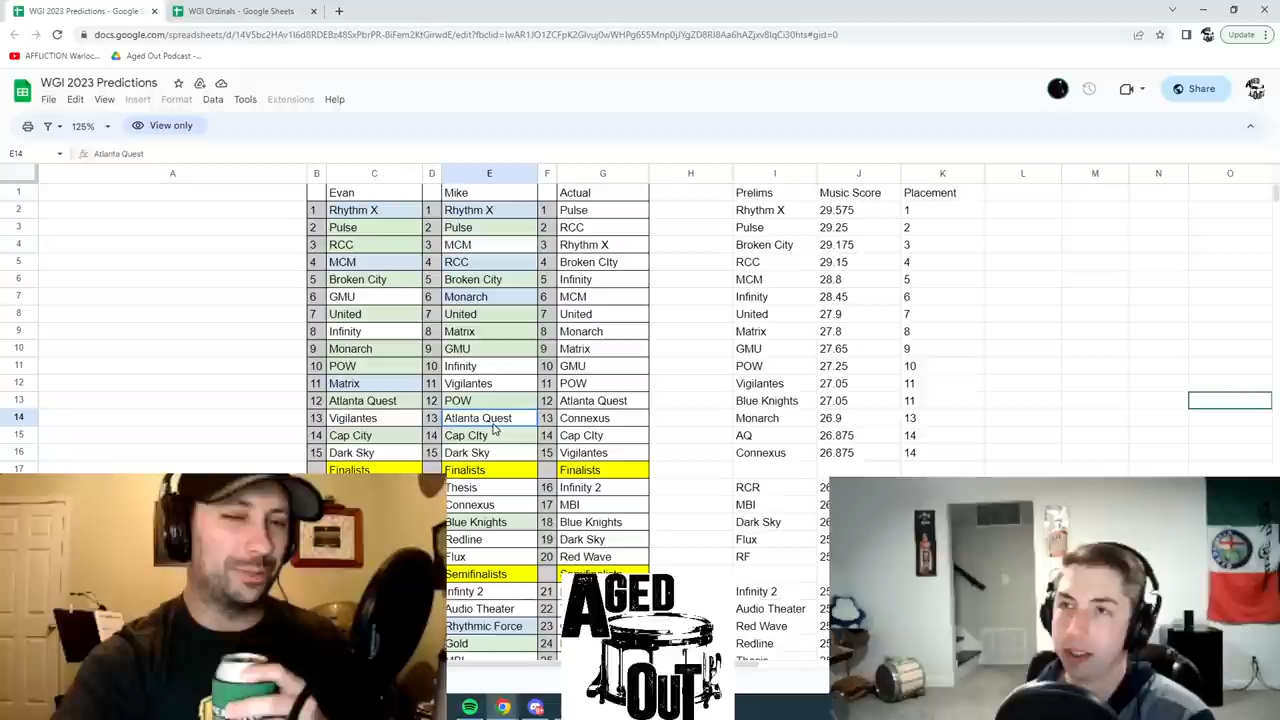 WGI 2023 Predictions - Google S
WGI Ordinals - Google Sheets
docs.google.com/spreadsheets/d/
AFFLICTION Warloc...
Aged Out Podcast -...
Update
WGI 2023 Predictions
File Edit View Insert Format Data Tools Extensions Help
Share
125% View only
E14 Atlanta Quest
A B C D E F G H I J K L M N O
1 Evan Mike Actual Prelims Music Score Placement
2 1 Rhythm X 1 Rhythm X 1 Pulse Rhythm X 29.575 1
3 2 Pulse 2 Pulse 2 RCC Pulse 29.25 2
4 3 RCC 3 MCM 3 Rhythm X Broken City 29.175 3
5 4 MCM 4 RCC 4 Broken CIty RCC 29.15 4
6 5 Broken City 5 Broken City 5 Infinity MCM 28.8 5
7 6 GMU 6 Monarch 6 MCM Infinity 28.45 6
8 7 United 7 United 7 United United 27.9 7
9 8 Infinity 8 Matrix 8 Monarch Matrix 27.8 8
10 9 Monarch 9 GMU 9 Matrix GMU 27.65 9
11 10 POW 10 Infinity 10 GMU POW 27.25 10
12 11 Matrix 11 Vigilantes 11 POW Vigilantes 27.05 11
13 12 Atlanta Quest 12 POW 12 Atlanta Quest Blue Knights 27.05 11
14 13 Vigilantes 13 Atlanta Quest 13 Connexus Monarch 26.9 13
15 14 Cap City 14 Cap CIty 14 Cap CIty AQ 26.875 14
16 15 Dark Sky 15 Dark Sky 15 Vigilantes Connexus 26.875 14
17 Finalists Finalists Finalists
Thesis 16 Infinity 2 RCR
Connexus 17 MBI MBI
Blue Knights 18 Blue Knights Dark Sky
Redline 19 Dark Sky Flux
Flux 20 Red Wave RF
Semifinalists
Infinity 2 21 Infinity 2
Audio Theater 22 Audio Theater
Rhythmic Force 23 Red Wave
Gold 24 Redline
AGED
OUT